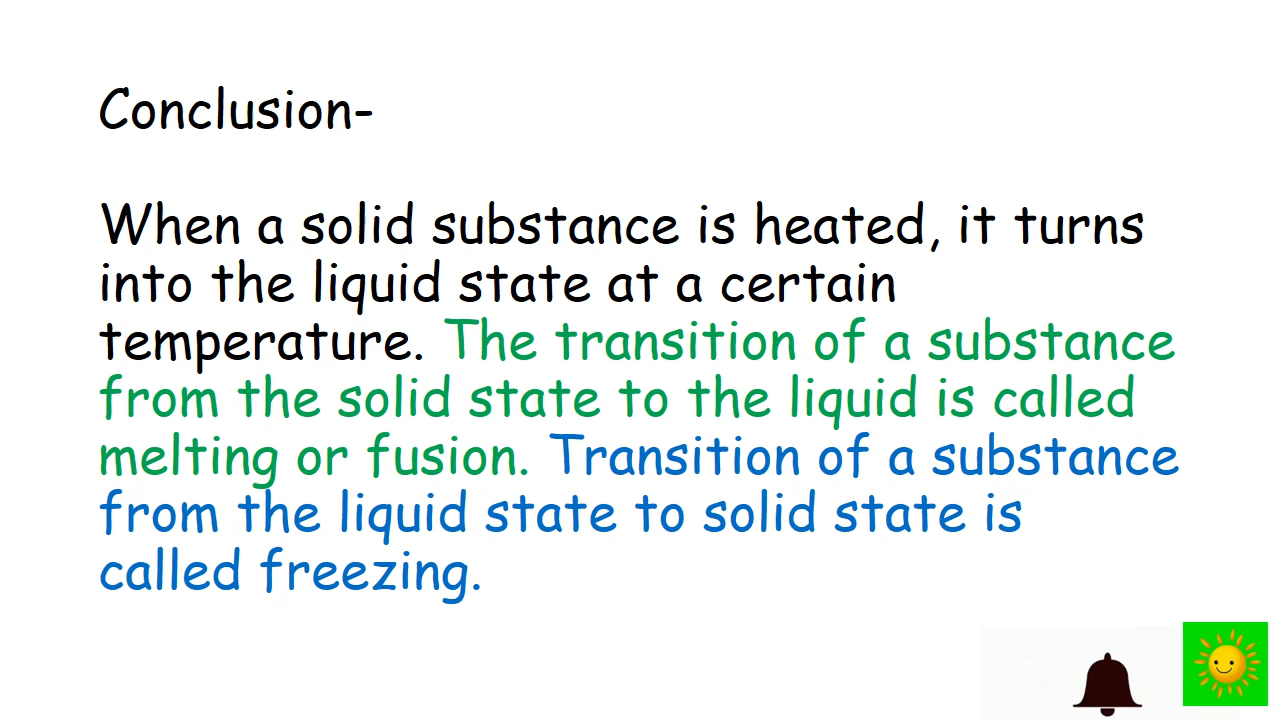 Conclusion-
When a solid substance is heated, it turns
into the liquid state at a certain
temperature. The transition of a substance
from the solid state to the liquid is called
melting or fusion. Transition of a substance
from the liquid state to solid state is
called freezing.